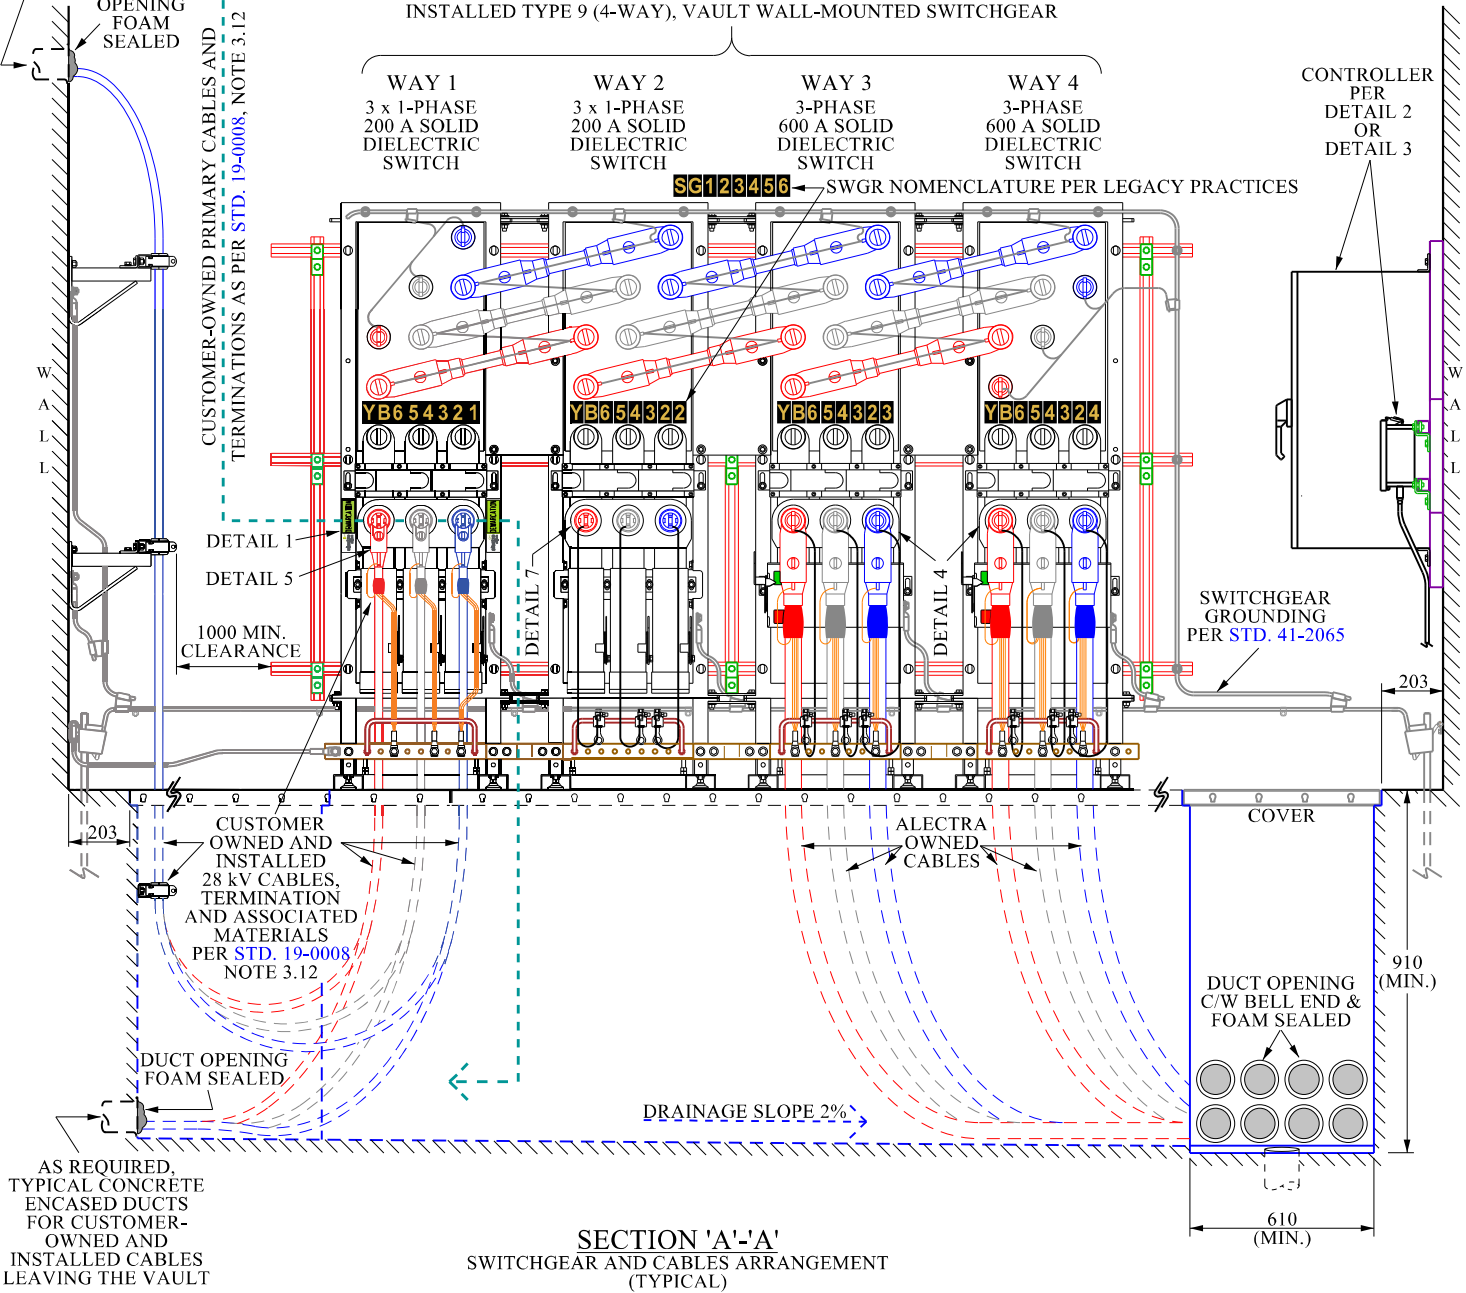 OPENING
FOAM
SEALED
CUSTOMER-OWNED PRIMARY CABLES AND
TERMINATIONS AS PER STD. 19-0008, NOTE 3.12
INSTALLED TYPE 9 (4-WAY), VAULT WALL-MOUNTED SWITCHGEAR
WAY 1
3 x 1-PHASE
200 A SOLID
DIELECTRIC
SWITCH
WAY 2
3 x 1-PHASE
200 A SOLID
DIELECTRIC
SWITCH
WAY 3
3-PHASE
600 A SOLID
DIELECTRIC
SWITCH
WAY 4
3-PHASE
600 A SOLID
DIELECTRIC
SWITCH
CONTROLLER
PER
DETAIL 2
OR
DETAIL 3
SG123456
SWGR NOMENCLATURE PER LEGACY PRACTICES
WALL
WALL
YB654321
YB654322
YB654323
YB654324
DEMARCATION
DEMARCATION
DETAIL 1
DETAIL 5
DETAIL 7
DETAIL 4
1000 MIN.
CLEARANCE
SWITCHGEAR
GROUNDING
PER STD. 41-2065
203
203
CUSTOMER
OWNED AND
INSTALLED
28 kV CABLES,
TERMINATION
AND ASSOCIATED
MATERIALS
PER STD. 19-0008
NOTE 3.12
ALECTRA
OWNED
CABLES
COVER
910
(MIN.)
DUCT OPENING
C/W BELL END &
FOAM SEALED
DUCT OPENING
FOAM SEALED
DRAINAGE SLOPE 2%
AS REQUIRED,
TYPICAL CONCRETE
ENCASED DUCTS
FOR CUSTOMER-
OWNED AND
INSTALLED CABLES
LEAVING THE VAULT
610
(MIN.)
SECTION 'A'-'A'
SWITCHGEAR AND CABLES ARRANGEMENT
(TYPICAL)